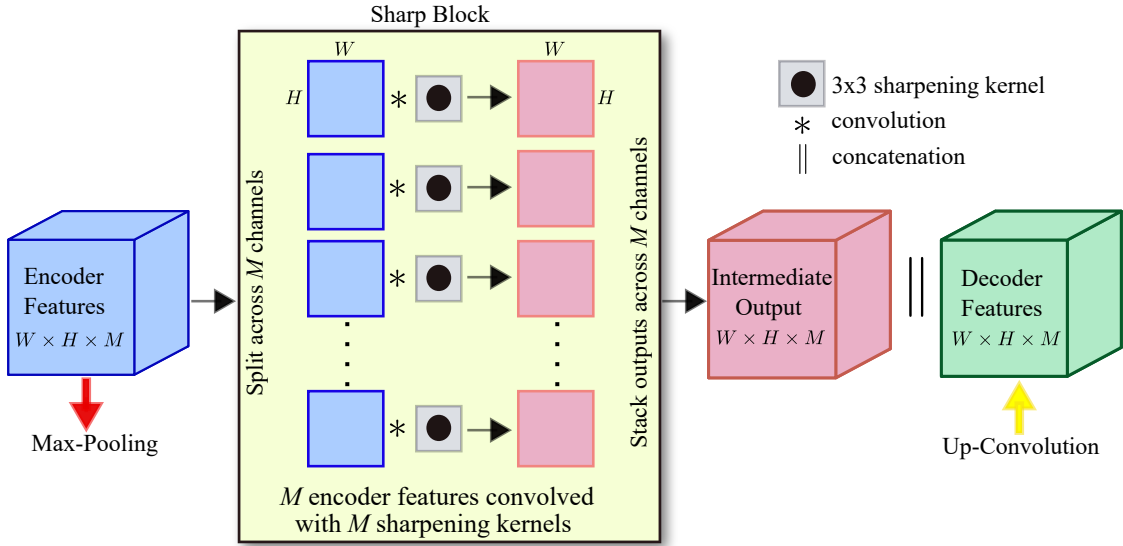 Sharp Block
W
W
H
H
3x3 sharpening kernel
* convolution
|| concatenation
*
*
*
*
Split across M channels
Stack outputs across M channels
Encoder
Features
W × H × M
Intermediate
Output
W × H × M
||
Decoder
Features
W × H × M
Max-Pooling
Up-Convolution
M encoder features convolved
with M sharpening kernels